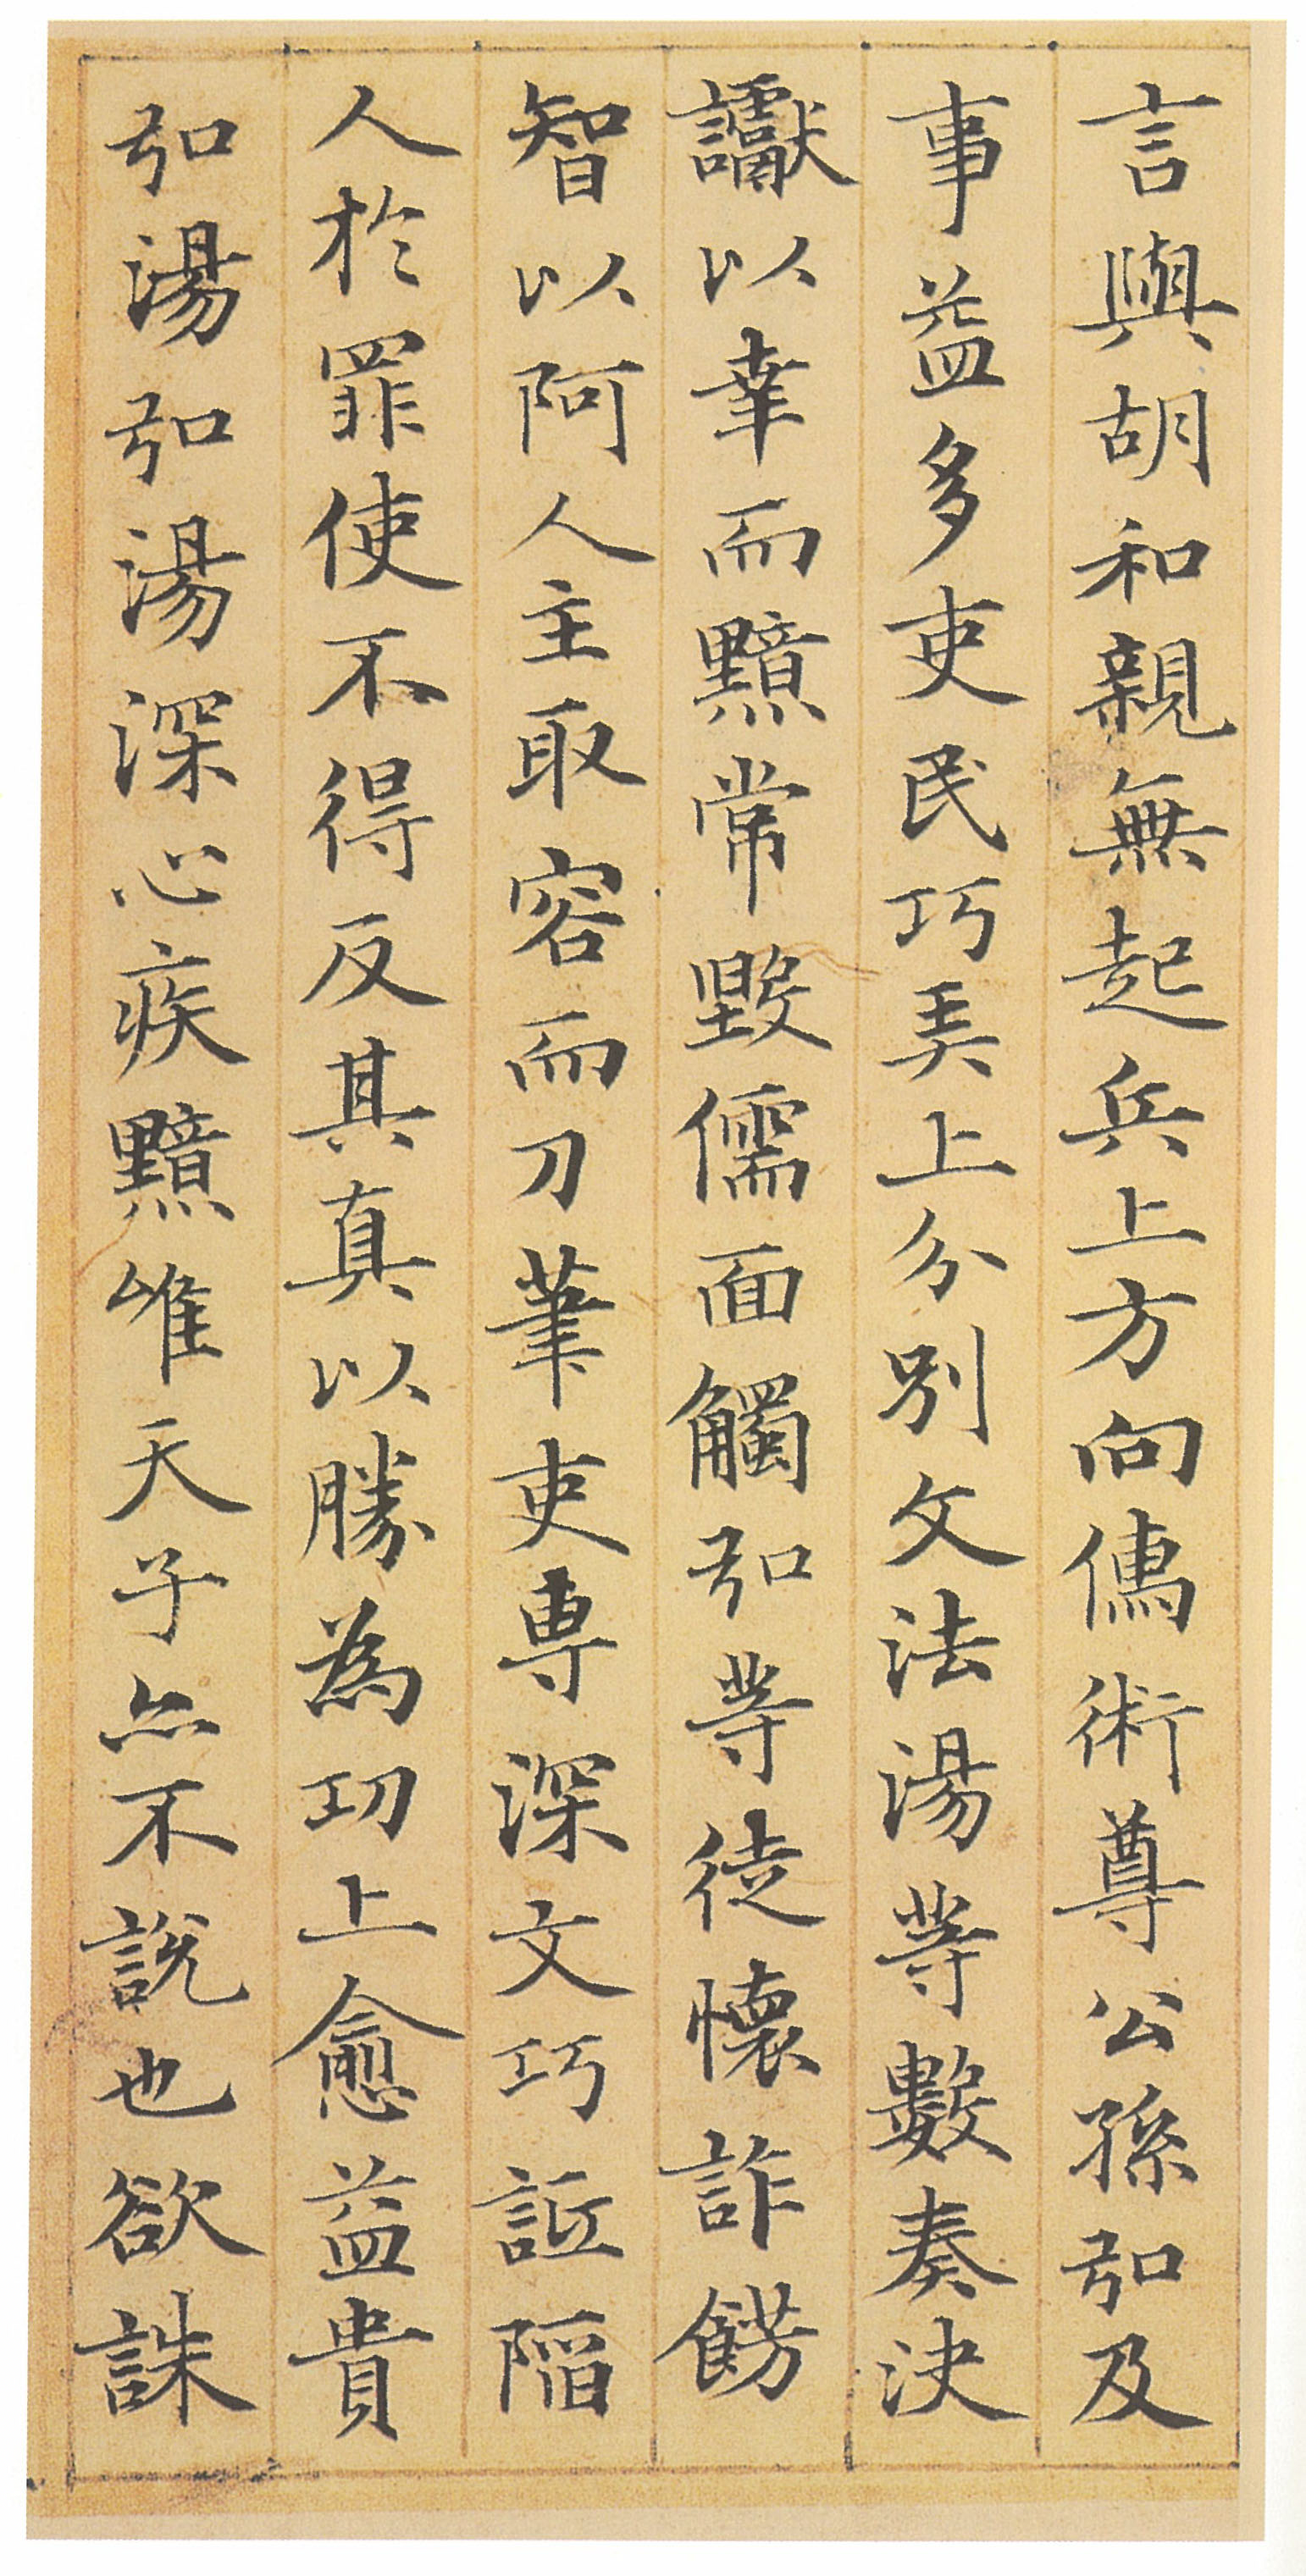 言與胡和親無起兵上方向儒術尊公孫弘及
事益多吏民巧弄上分別文法湯等數奏決
讞以幸而黯常毀儒面觸弘等徒懷詐飾
智以阿人主取容而刀筆吏專深文巧詆陷
人於罪使不得反其真以勝為功上愈益貴
弘湯弘湯深心疾黯唯天子亦不說也欲誅